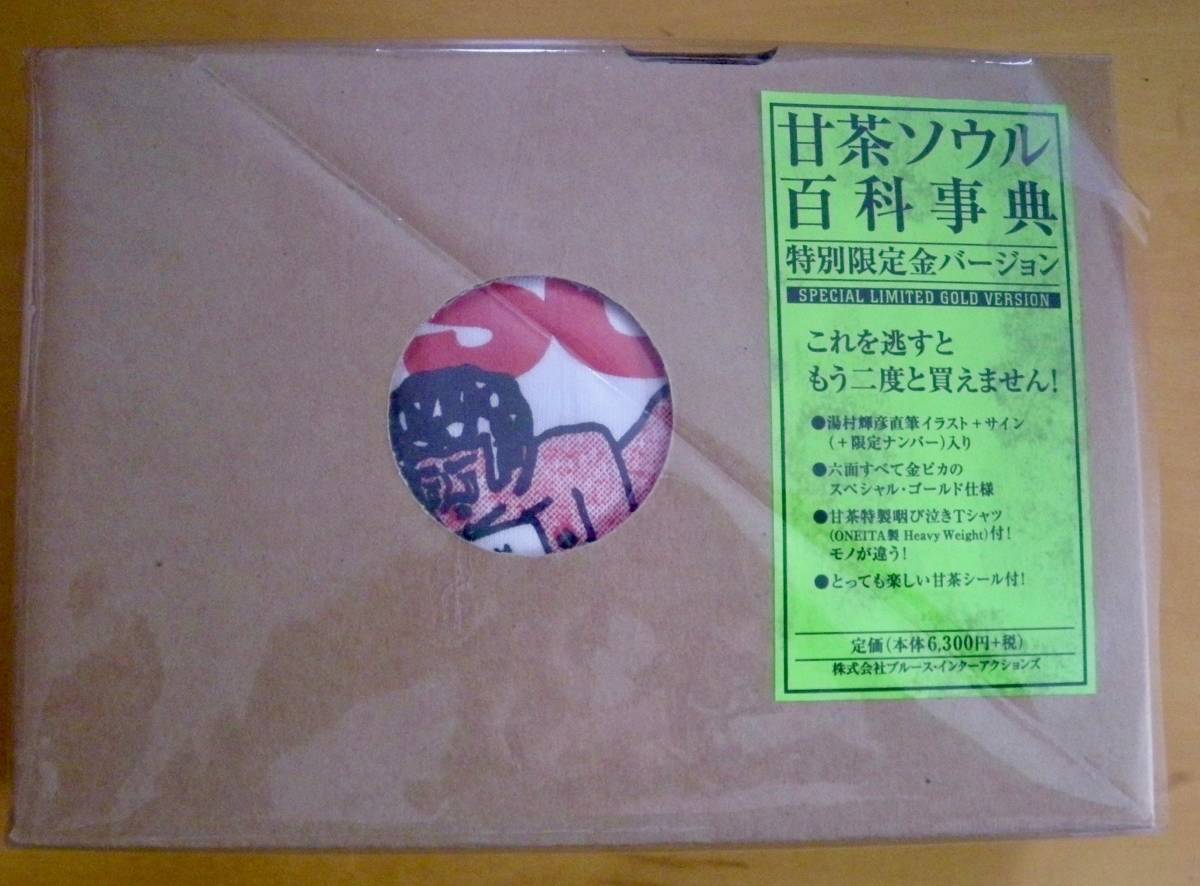 甘茶ソウル
百科事典
特別限定金バージョン
SPECIAL LIMITED GOLD VERSION
これを逃すと
もう二度と買えません!
●湯村輝彦直筆イラスト+サイン
(+限定ナンバー)入り
●六面すべて金ピカの
スペシャル・ゴールド仕様
●甘茶特製咽び泣きTシャツ
(ONEITA製 Heavy Weight)付!
モノが違う!
●とっても楽しい甘茶シール付!
定価(本体6,300円+税)
株式会社ブルース・インターアクションズ